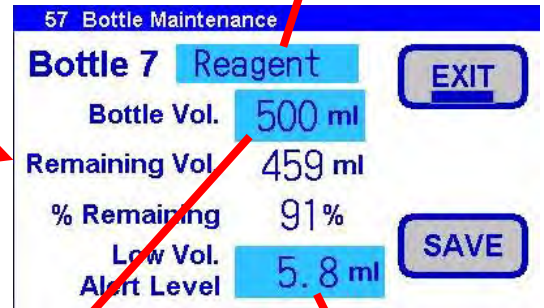 57 Bottle Maintenance
Bottle 7 Reagent
EXIT
Bottle Vol. 500 ml
Remaining Vol. 459 ml
% Remaining 91%
Low Vol.
Alert Level 5.8 ml
SAVE